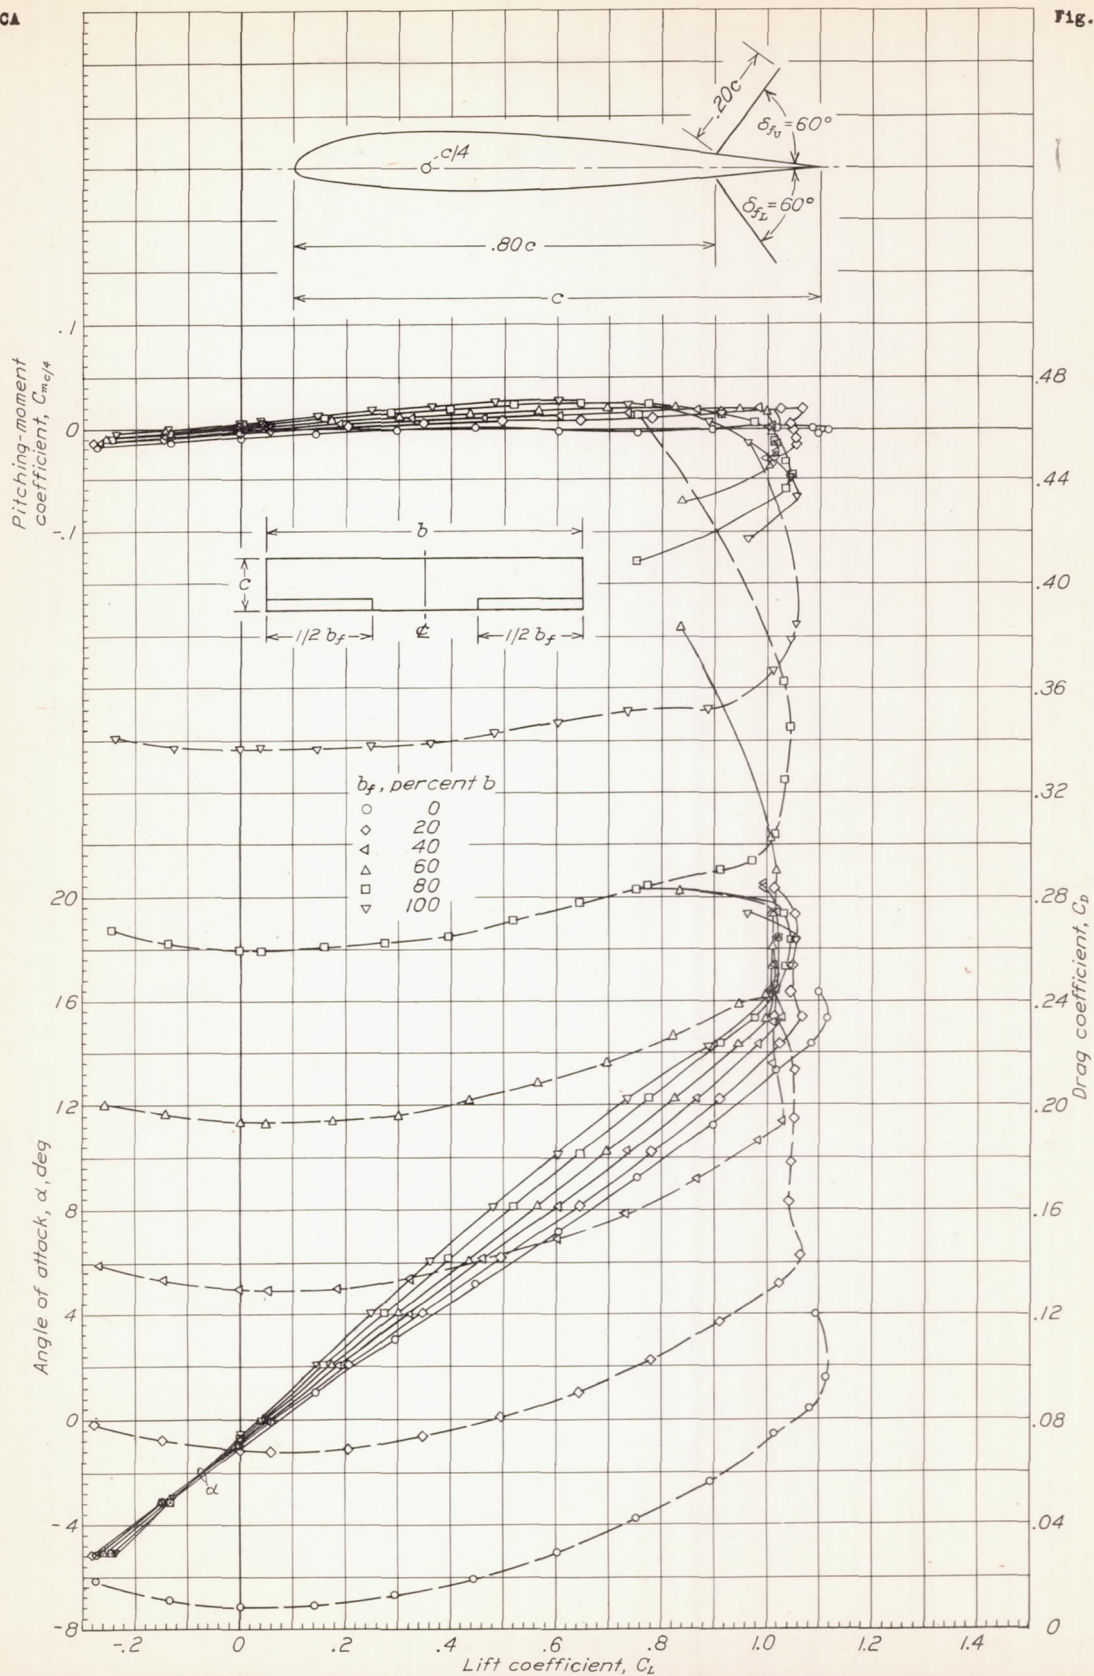 CA
Fig.
.20c
δfU=60°
c/4
δfL=60°
.80c
c
.1
0
-.1
Pitching-moment
coefficient, Cmc/4
.48
.44
.40
.36
.32
.28
.24
.20
.16
.12
.08
.04
0
Drag coefficient, CD
b
c
1/2 bf
℄
1/2 bf
bf, percent b
0
20
40
60
80
100
20
16
12
8
4
0
-4
-8
Angle of attack, α, deg
α
-.2 0 .2 .4 .6 .8 1.0 1.2 1.4
Lift coefficient, CL